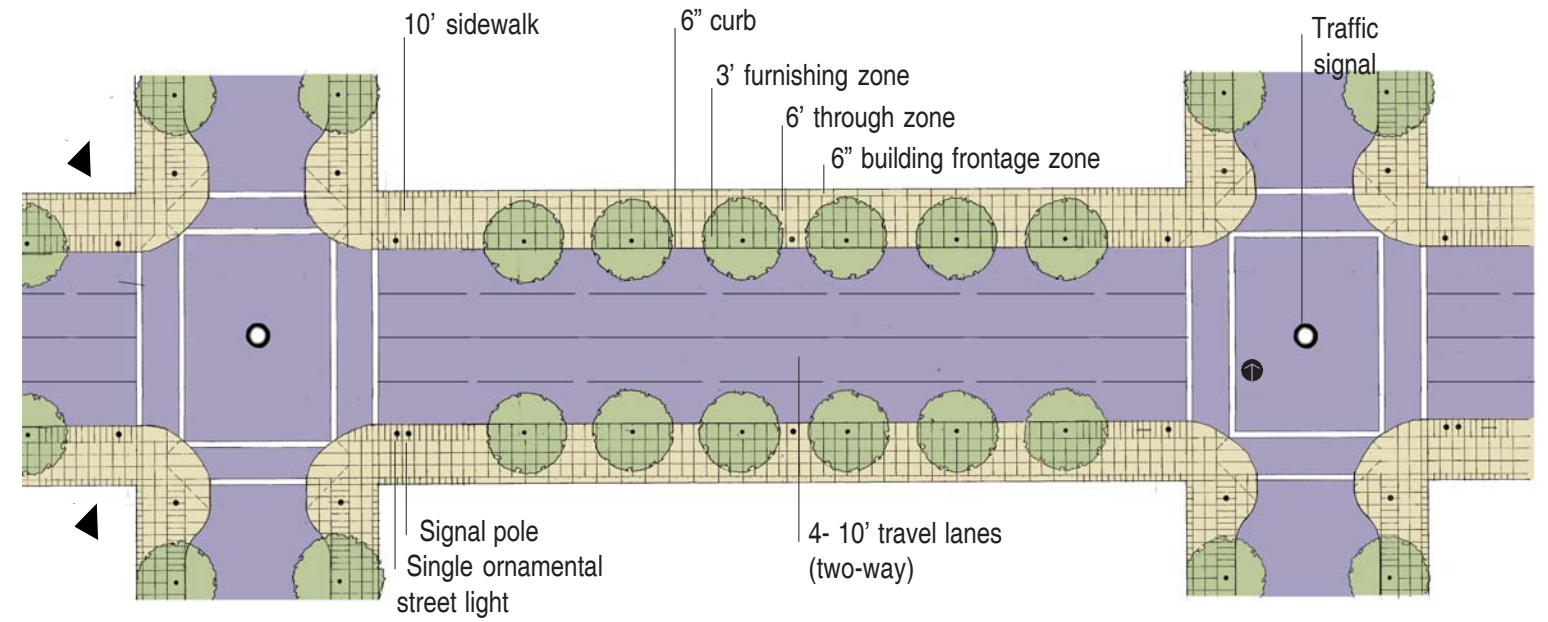 10’ sidewalk
6” curb
Traffic
signal
3’ furnishing zone
6’ through zone
6” building frontage zone
Signal pole
Single ornamental
street light
4- 10’ travel lanes
(two-way)